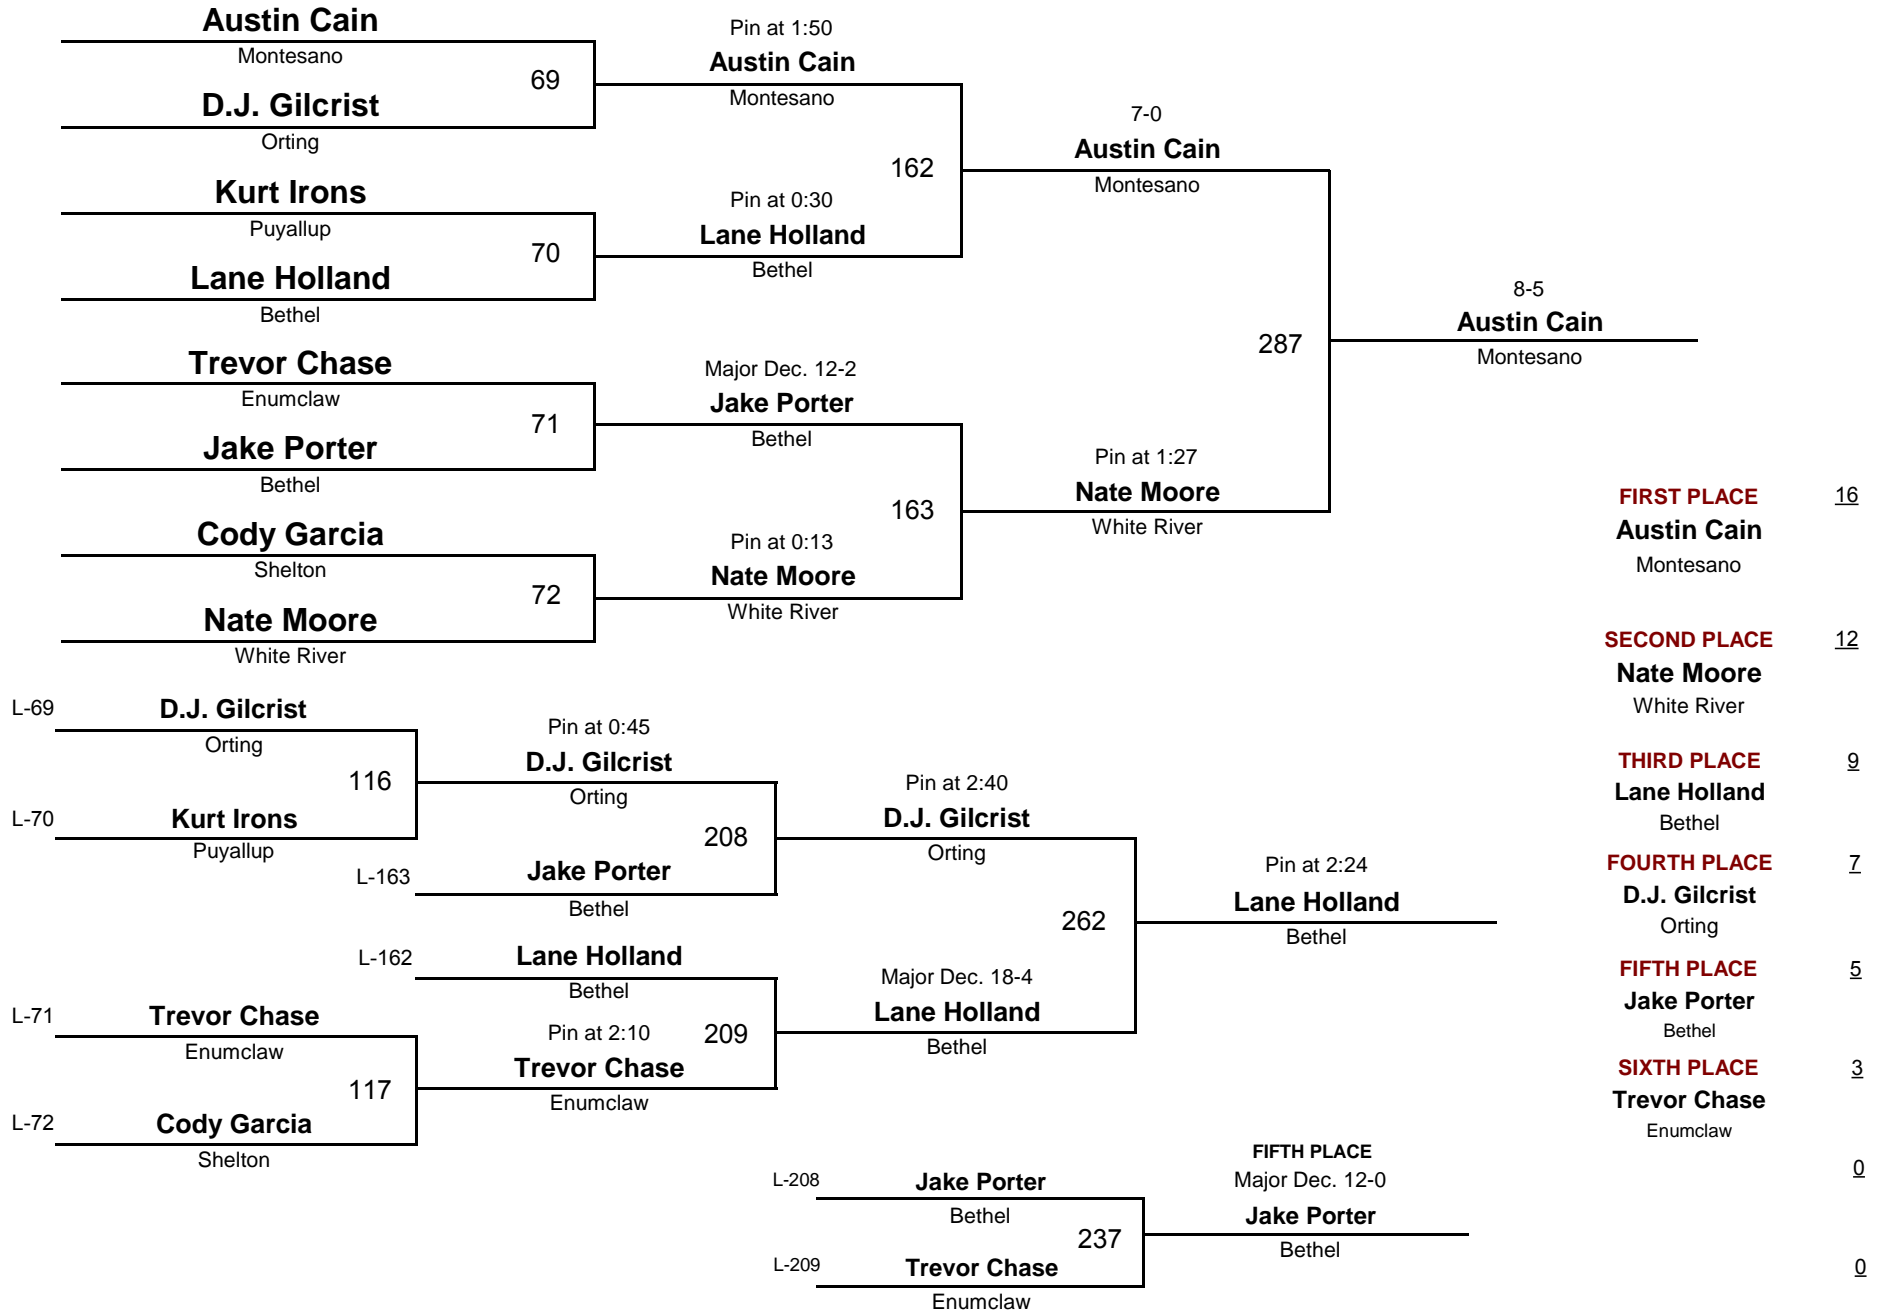 Austin Cain
Montesano
69
D.J. Gilcrist
Orting
Kurt Irons
Puyallup
70
Lane Holland
Bethel
Trevor Chase
Enumclaw
71
Jake Porter
Bethel
Cody Garcia
Shelton
72
Nate Moore
White River
Pin at 1:50
Austin Cain
Montesano
162
Pin at 0:30
Lane Holland
Bethel
Major Dec. 12-2
Jake Porter
Bethel
163
Pin at 0:13
Nate Moore
White River
7-0
Austin Cain
Montesano
287
Pin at 1:27
Nate Moore
White River
8-5
Austin Cain
Montesano
FIRST PLACE 16
Austin Cain
Montesano
SECOND PLACE 12
Nate Moore
White River
THIRD PLACE 9
Lane Holland
Bethel
FOURTH PLACE 7
D.J. Gilcrist
Orting
FIFTH PLACE 5
Jake Porter
Bethel
SIXTH PLACE 3
Trevor Chase
Enumclaw
0
0
L-69 D.J. Gilcrist
Orting
116
L-70 Kurt Irons
Puyallup
Pin at 0:45
D.J. Gilcrist
Orting
208
L-163 Jake Porter
Bethel
L-162 Lane Holland
Bethel
209
Pin at 2:10
Trevor Chase
Enumclaw
L-71 Trevor Chase
Enumclaw
117
L-72 Cody Garcia
Shelton
Pin at 2:40
D.J. Gilcrist
Orting
262
Major Dec. 18-4
Lane Holland
Bethel
Pin at 2:24
Lane Holland
Bethel
L-208 Jake Porter
Bethel
237
L-209 Trevor Chase
Enumclaw
FIFTH PLACE
Major Dec. 12-0
Jake Porter
Bethel